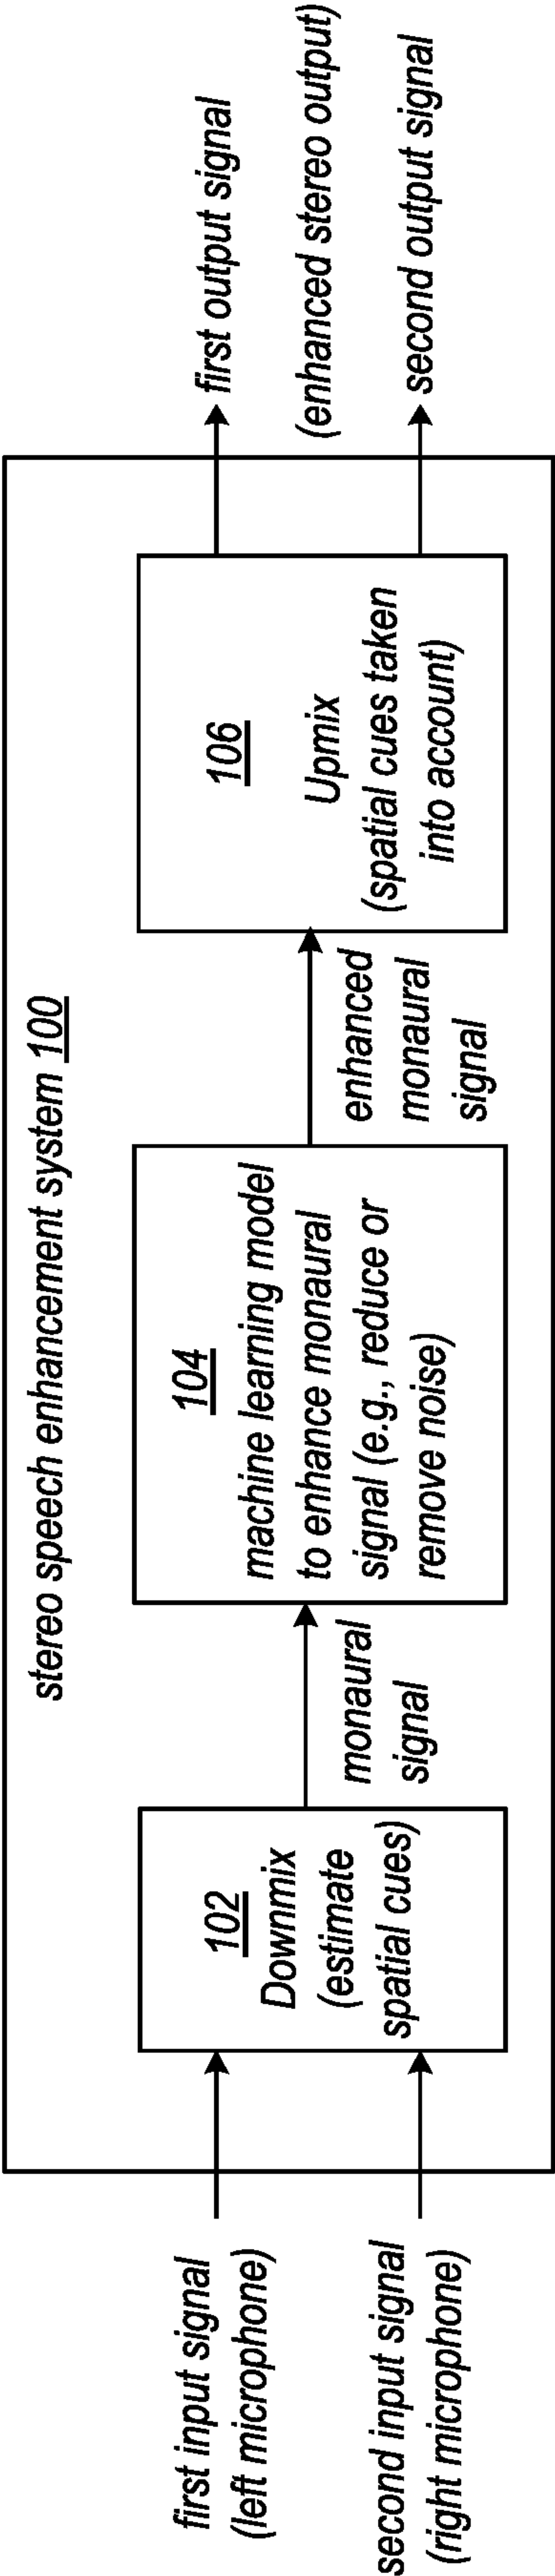 stereo speech enhancement system 100
first input signal
(left microphone)
second input signal
(right microphone)
102
Downmix
(estimate
spatial cues)
monaural
signal
104
machine learning model
to enhance monaural
signal (e.g., reduce or
remove noise)
enhanced
monaural
signal
106
Upmix
(spatial cues taken
into account)
first output signal
(enhanced stereo output)
second output signal